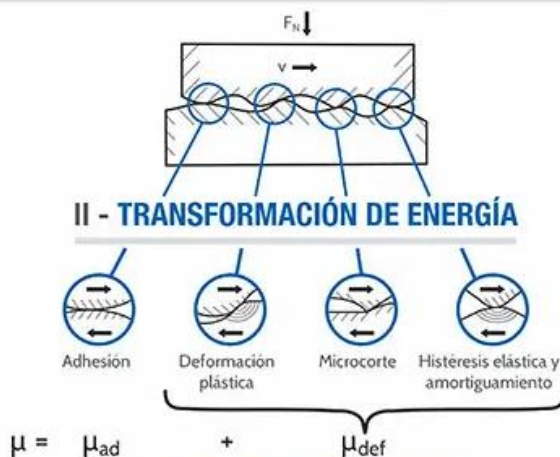 F_N
v
II - TRANSFORMACIÓN DE ENERGÍA
Adhesión
Deformación
plástica
Microcorte
Histéresis elástica y
amortiguamiento
μ = μ_ad + μ_def